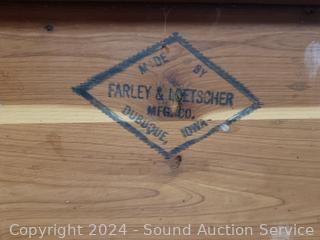 MADE BY
FARLEY & LOETSCHER
MFG. CO.
DUBUQUE, IOWA
Copyright 2024 - Sound Auction Service